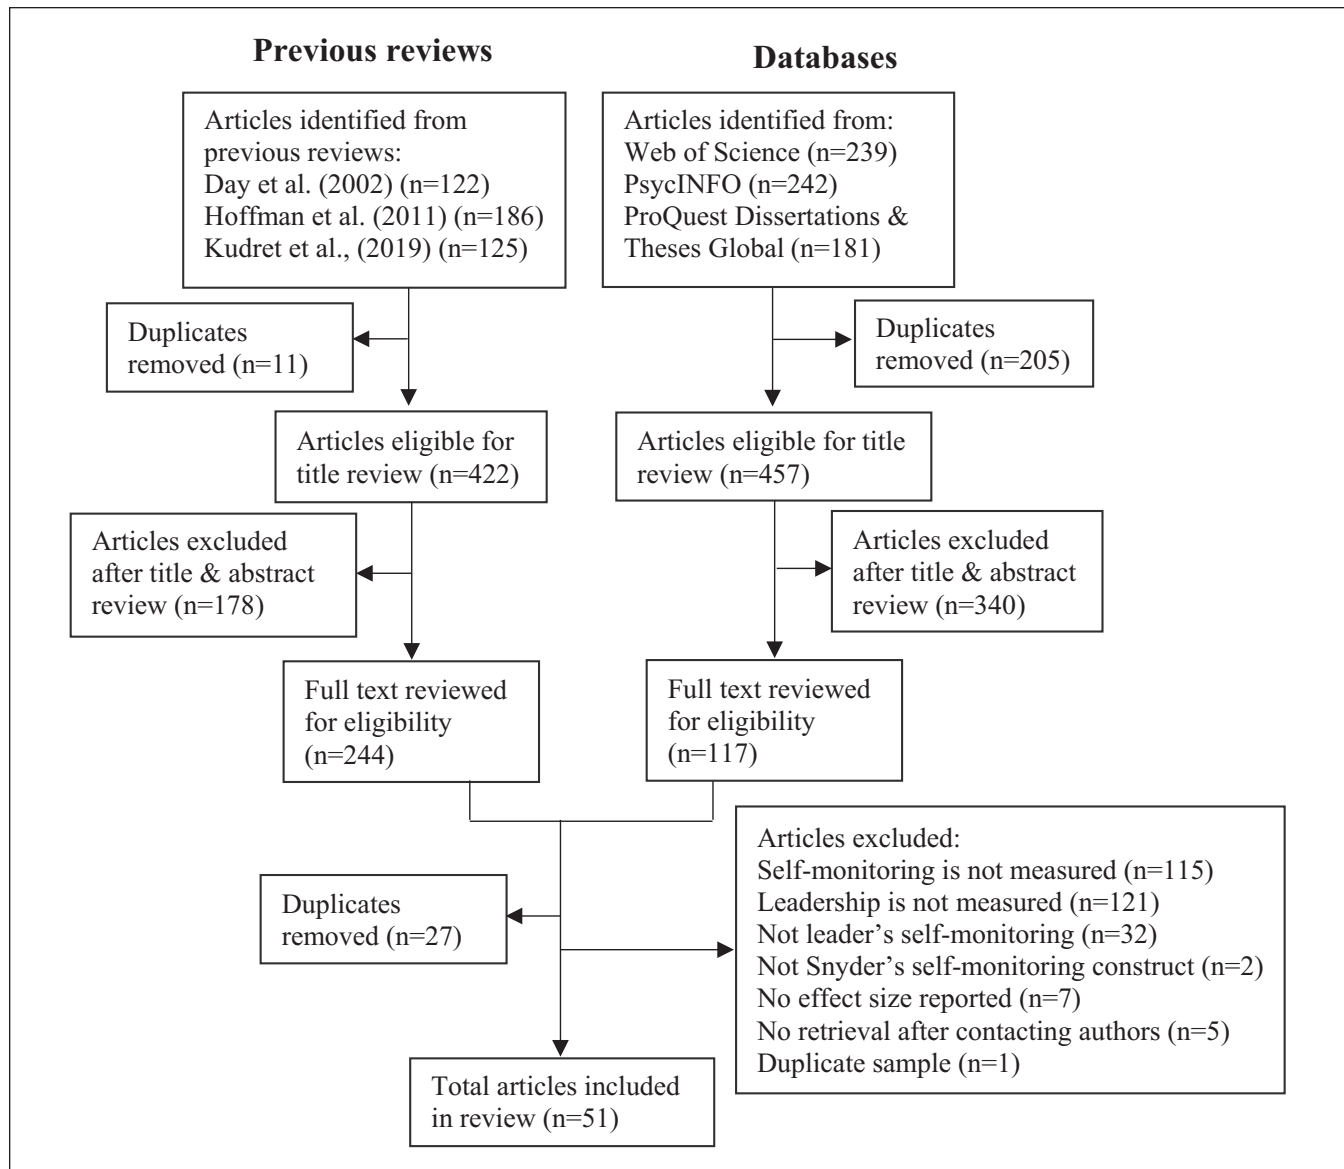 Previous reviews
Databases
Articles identified from
previous reviews:
Day et al. (2002) (n=122)
Hoffman et al. (2011) (n=186)
Kudret et al., (2019) (n=125)
Articles identified from:
Web of Science (n=239)
PsycINFO (n=242)
ProQuest Dissertations &
Theses Global (n=181)
Duplicates
removed (n=11)
Duplicates
removed (n=205)
Articles eligible for
title review (n=422)
Articles eligible for title
review (n=457)
Articles excluded
after title & abstract
review (n=178)
Articles excluded
after title & abstract
review (n=340)
Full text reviewed
for eligibility
(n=244)
Full text reviewed
for eligibility
(n=117)
Duplicates
removed (n=27)
Articles excluded:
Self-monitoring is not measured (n=115)
Leadership is not measured (n=121)
Not leader’s self-monitoring (n=32)
Not Snyder’s self-monitoring construct (n=2)
No effect size reported (n=7)
No retrieval after contacting authors (n=5)
Duplicate sample (n=1)
Total articles included
in review (n=51)